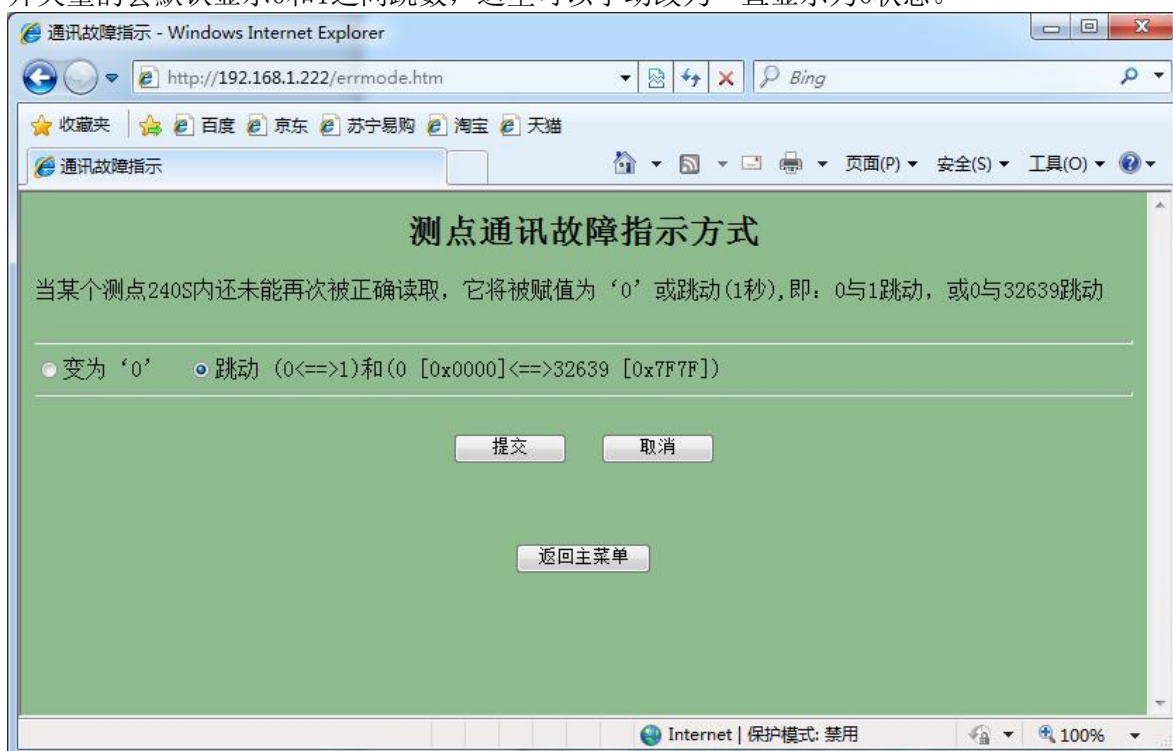 开关量的会默认显示0和1之间跳数，这里可以手动改为一直显示为0状态。
通讯故障指示 - Windows Internet Explorer
http://192.168.1.222/errmode.htm
Bing
收藏夹 百度 京东 苏宁易购 淘宝 天猫
通讯故障指示
页面(P) 安全(S) 工具(O)
测点通讯故障指示方式
当某个测点240S内还未能再次被正确读取，它将被赋值为‘0’或跳动(1秒),即：0与1跳动，或0与32639跳动
变为‘0’ 跳动 (0<==>1)和(0 [0x0000]<==>32639 [0x7F7F])
提交 取消
返回主菜单
Internet | 保护模式: 禁用
100%